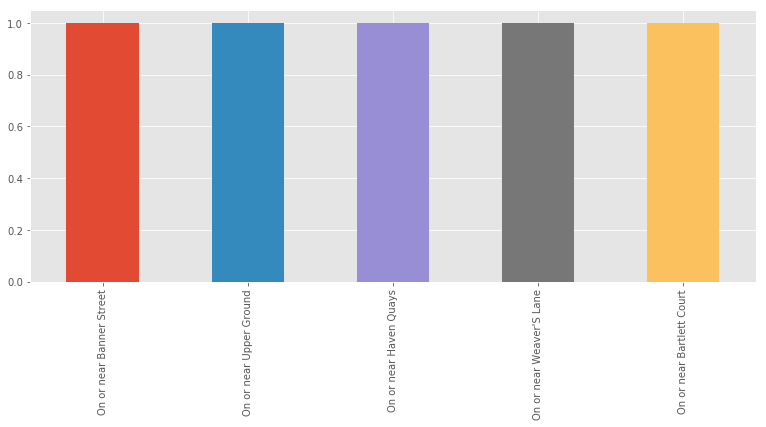 1.0
0.8
0.6
0.4
0.2
0.0
On or near Banner Street
On or near Upper Ground
On or near Haven Quays
On or near Weaver'S Lane
On or near Bartlett Court